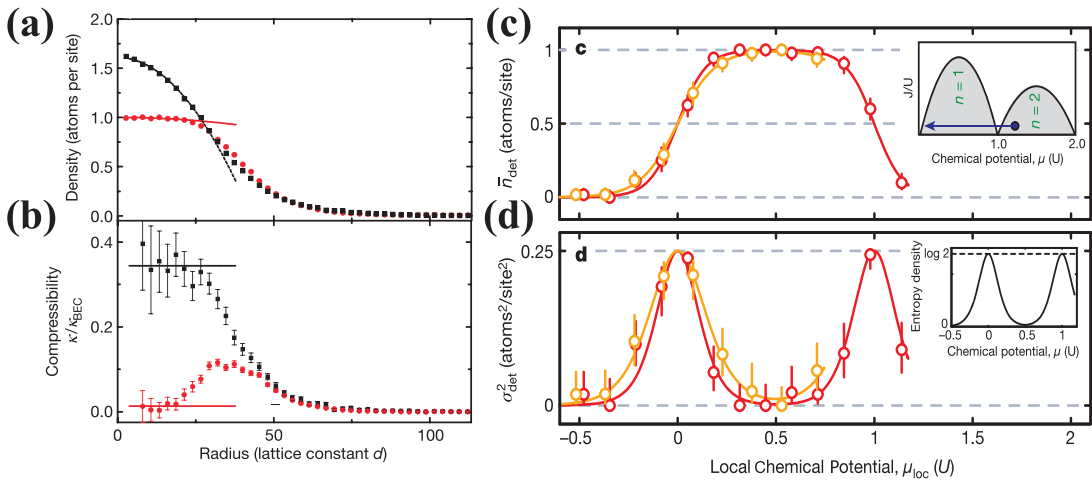 (a)
2.0
1.5
1.0
0.5
0.0
Density (atoms per site)
(b)
0.4
0.2
0.0
Compressibility
κ/κBEC
0
25
50
75
100
Radius (lattice constant d)
(c)
c
1
0.5
0
n̅det (atoms/site)
J/U
n = 1
n = 2
1.0
2.0
Chemical potential, μ (U)
(d)
d
0.25
0
σ²det (atoms²/site²)
Entropy density
log 2
0
−0.5
0
0.5
1
Chemical potential, μ (U)
−0.5
0
0.5
1
1.5
2
Local Chemical Potential, μloc (U)